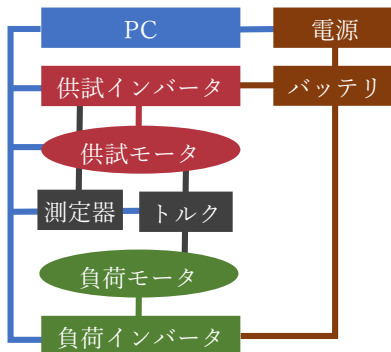 PC
電源
供試インバータ
バッテリ
供試モータ
測定器
トルク
負荷モータ
負荷インバータ